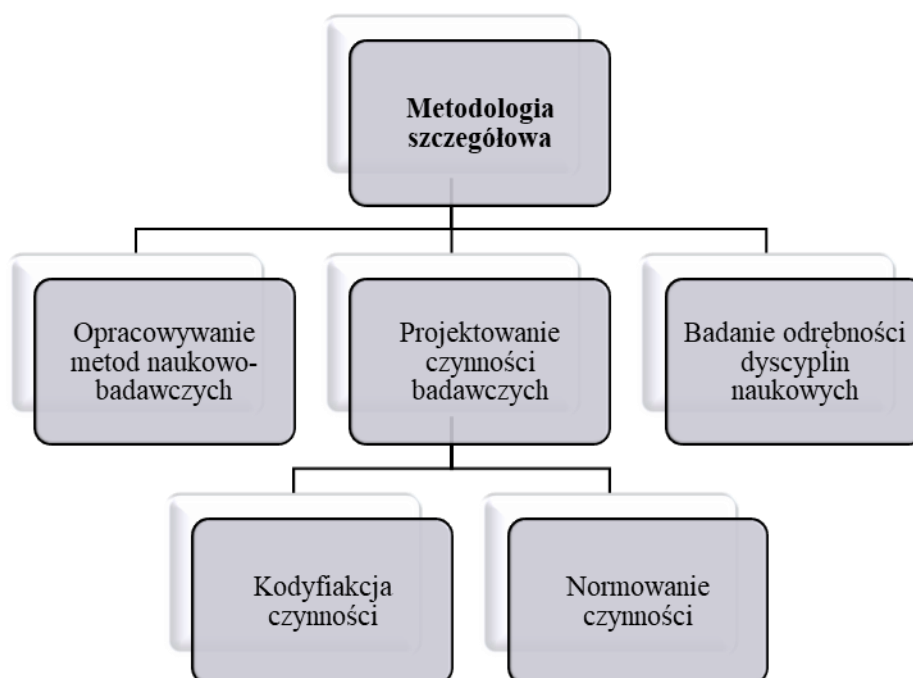 Metodologia
szczegółowa
Opracowywanie
metod naukowo-
badawczych
Projektowanie
czynności
badawczych
Badanie odrębności
dyscyplin
naukowych
Kodyfiakcja
czynności
Normowanie
czynności